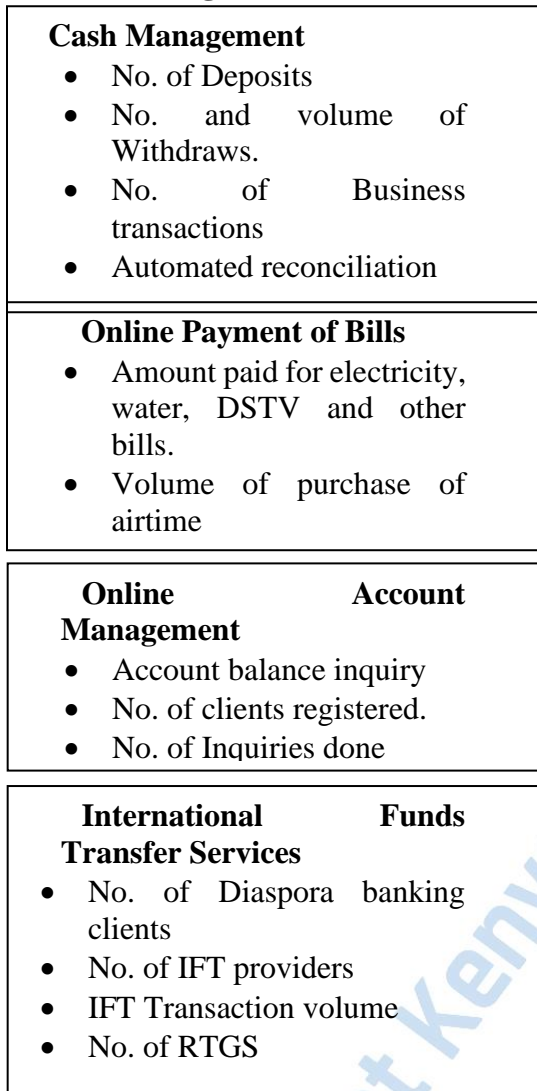 Cash Management
• No. of Deposits
• No. and volume of
Withdraws.
• No. of Business
transactions
• Automated reconciliation
Online Payment of Bills
• Amount paid for electricity,
water, DSTV and other
bills.
• Volume of purchase of
airtime
Online Account
Management
• Account balance inquiry
• No. of clients registered.
• No. of Inquiries done
International Funds
Transfer Services
• No. of Diaspora banking
clients
• No. of IFT providers
• IFT Transaction volume
• No. of RTGS